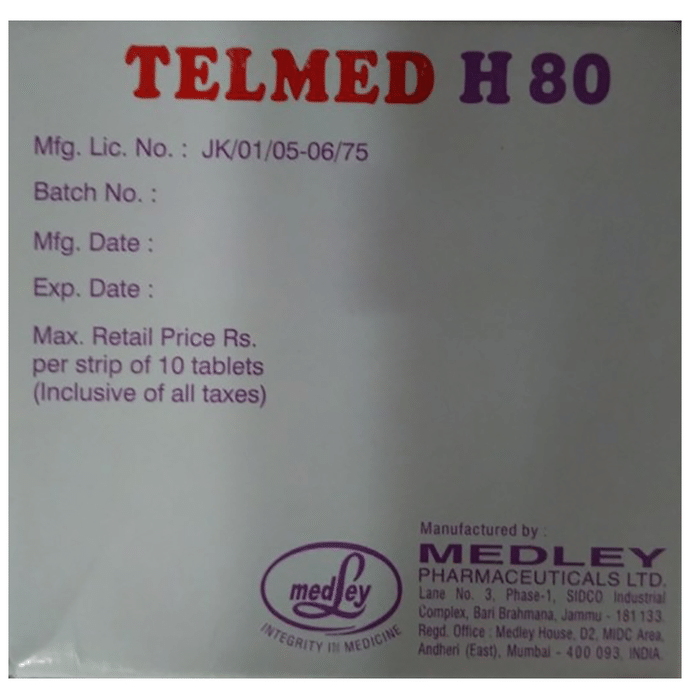 TELMED H 80
Mfg. Lic. No. : JK/01/05-06/75
Batch No. :
Mfg. Date :
Exp. Date :
Max. Retail Price Rs.
per strip of 10 tablets
(Inclusive of all taxes)
medley
INTEGRITY IN MEDICINE
Manufactured by :
MEDLEY
PHARMACEUTICALS LTD.
Lane No. 3, Phase-1, SIDCO Industrial
Complex, Bari Brahmana, Jammu - 181 133.
Regd. Office : Medley House, D2, MIDC Area,
Andheri (East), Mumbai - 400 093, INDIA.